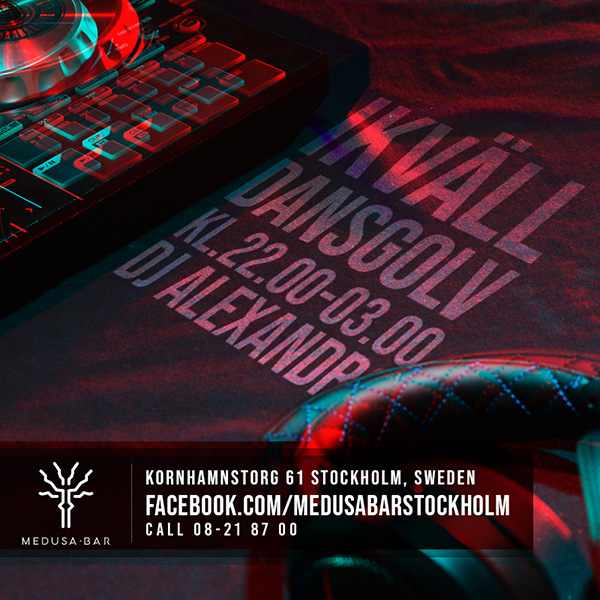 IKVÄLL
DANSGOLV
KL.22.00-03.00
DJ ALEXANDR
KORNHAMNSTORG 61 STOCKHOLM, SWEDEN
FACEBOOK.COM/MEDUSABARSTOCKHOLM
CALL 08-21 87 00
MEDUSA·BAR